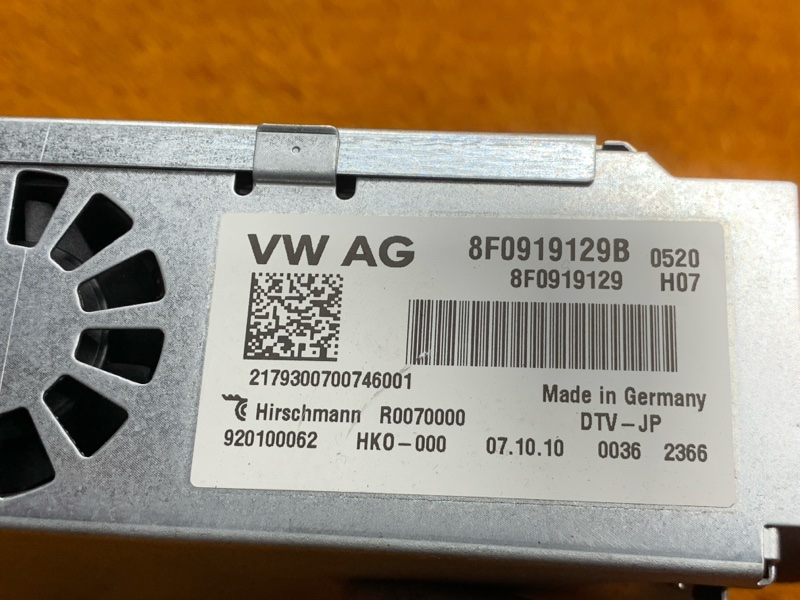 VW AG 8F0919129B 0520
8F0919129 H07
2179300700746001
Made in Germany
Hirschmann R0070000 DTV-JP
920100062 HKO-000 07.10.10 0036 2366